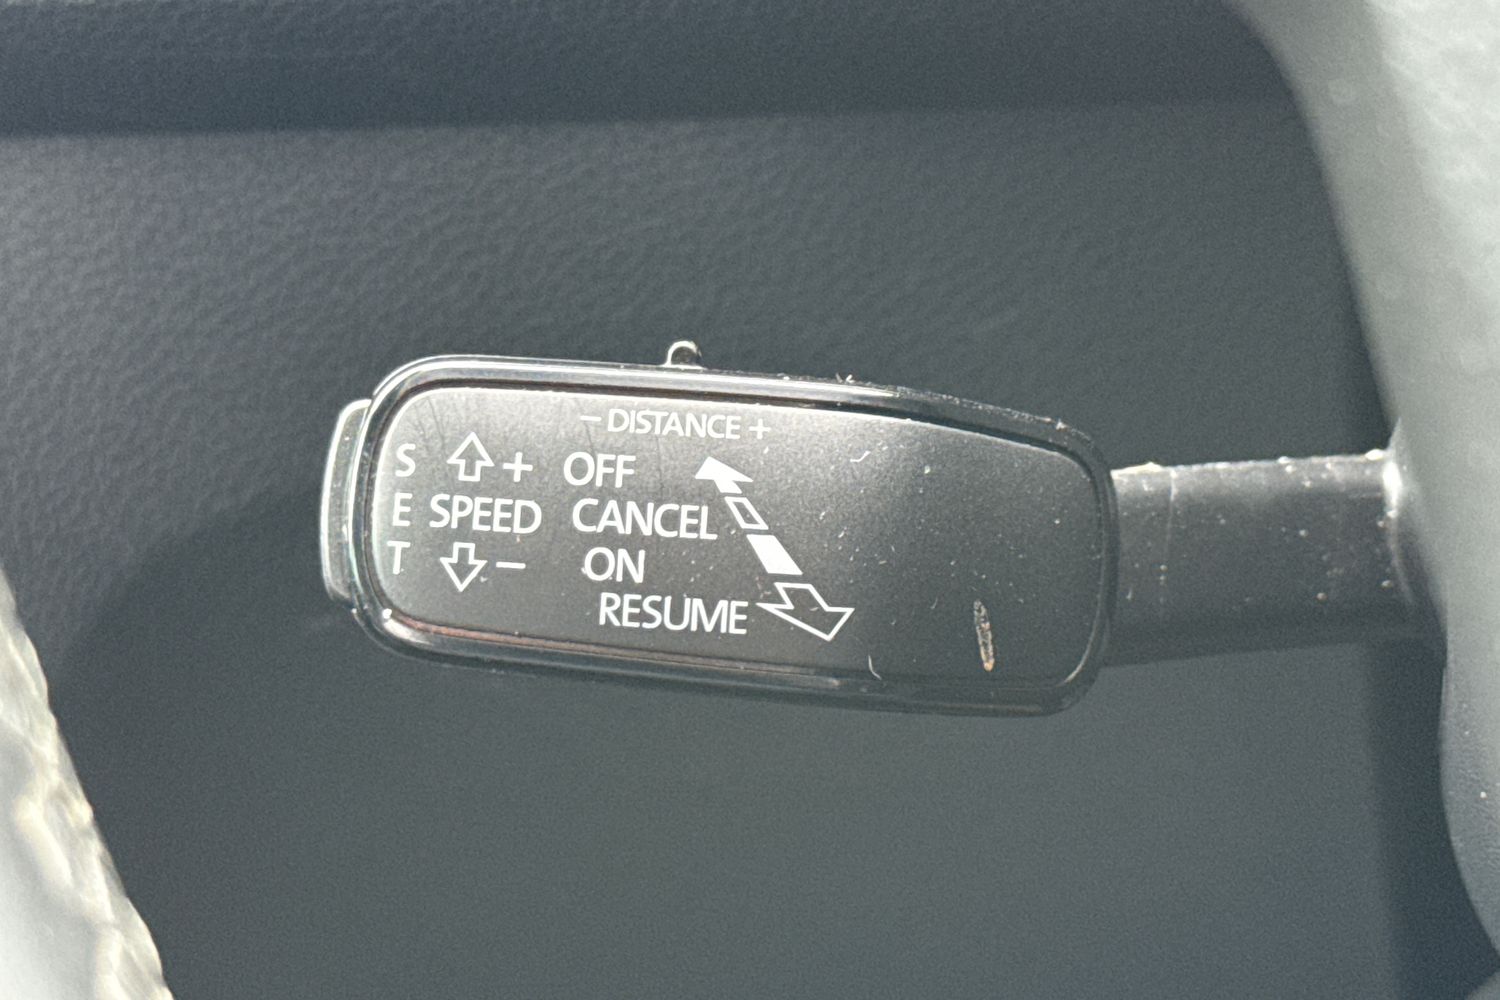 – DISTANCE +
S + OFF
E SPEED CANCEL
T – ON
RESUME